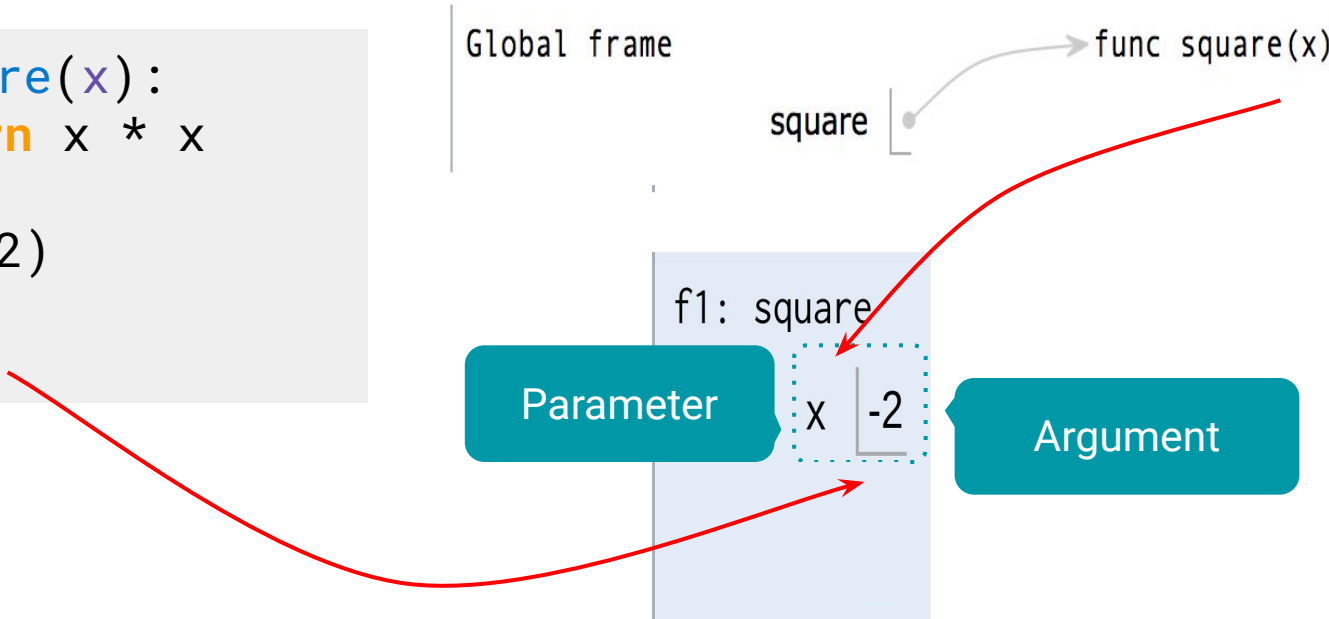 re(x):
n x * x
2)
Global frame
func square(x)
square
f1: square
Parameter
x -2
Argument